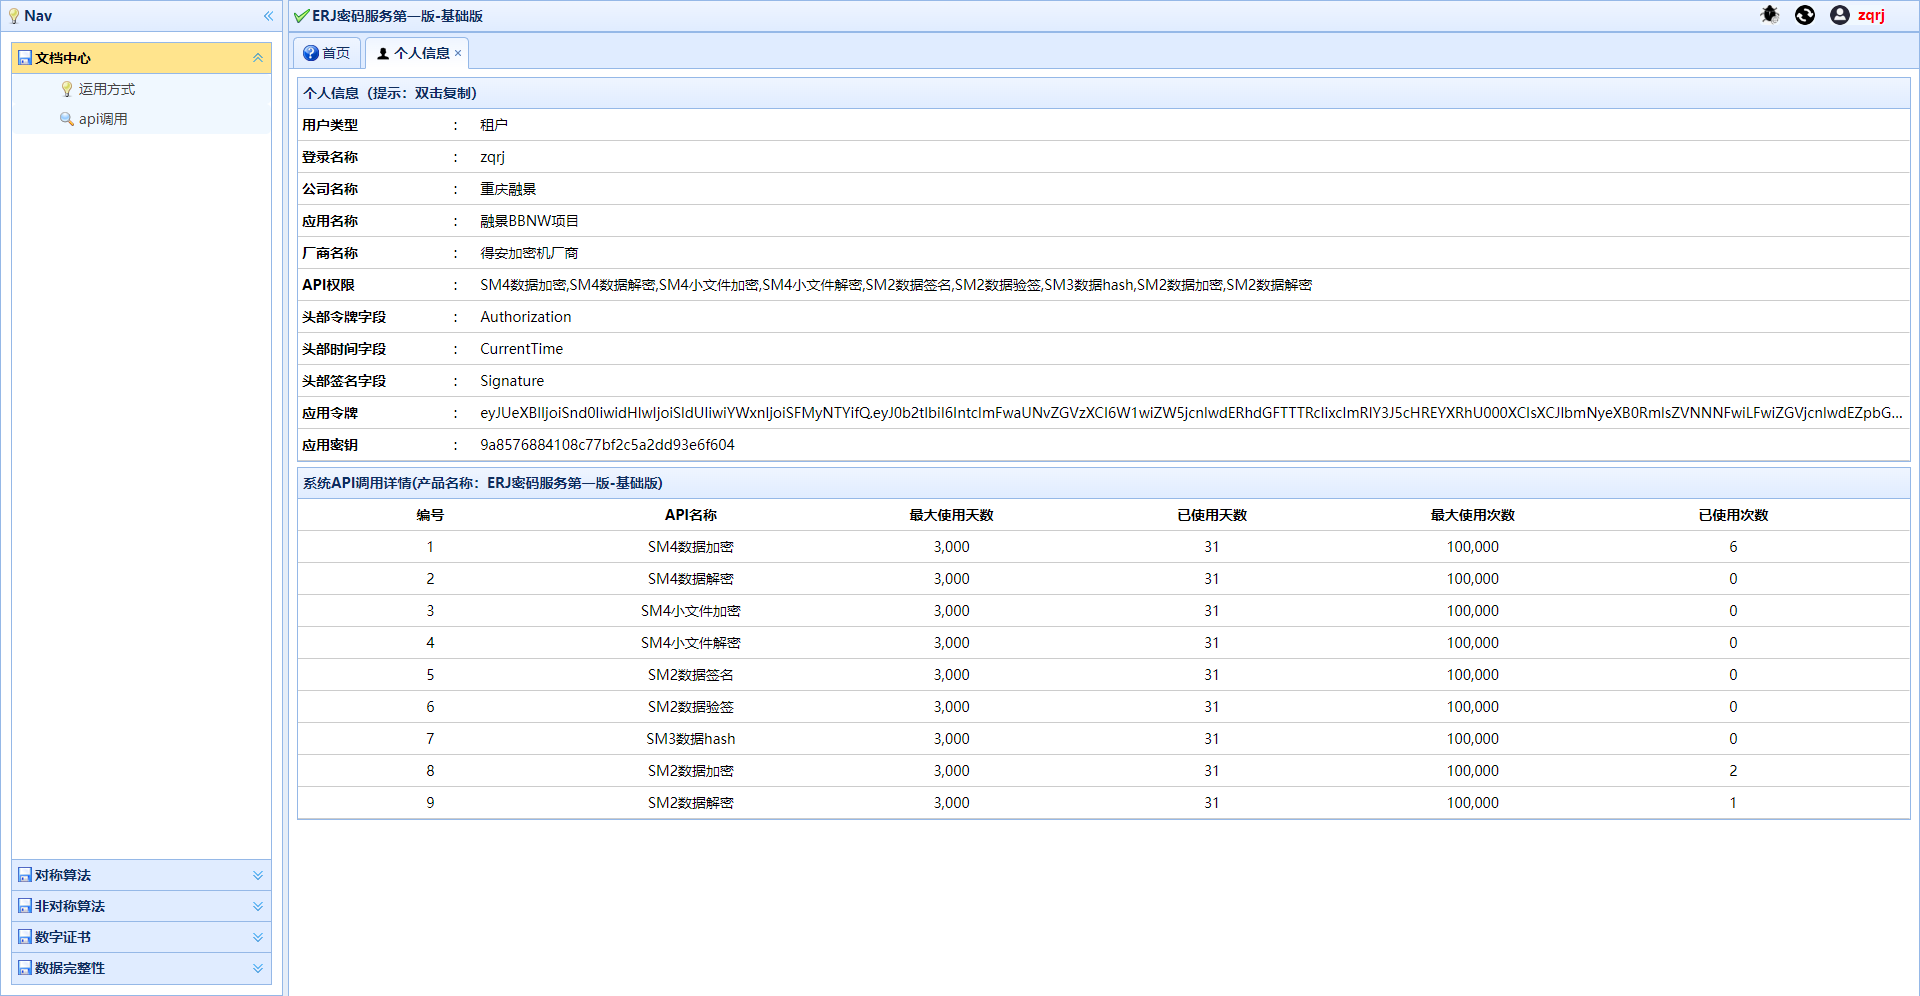 Nav
文档中心
运用方式
api调用
对称算法
非对称算法
数字证书
数据完整性
ERJ密码服务第一版-基础版
zqrj
首页
个人信息
个人信息（提示：双击复制）
用户类型 : 租户
登录名称 : zqrj
公司名称 : 重庆融景
应用名称 : 融景BBNW项目
厂商名称 : 得安加密机厂商
API权限 : SM4数据加密,SM4数据解密,SM4小文件加密,SM4小文件解密,SM2数据签名,SM2数据验签,SM3数据hash,SM2数据加密,SM2数据解密
头部令牌字段 : Authorization
头部时间字段 : CurrentTime
头部签名字段 : Signature
应用令牌 :
应用密钥 : 9a8576884108c77bf2c5a2dd93e6f604
系统API调用详情(产品名称：ERJ密码服务第一版-基础版)
编号 API名称 最大使用天数 已使用天数 最大使用次数 已使用次数
1 SM4数据加密 3,000 31 100,000 6
2 SM4数据解密 3,000 31 100,000 0
3 SM4小文件加密 3,000 31 100,000 0
4 SM4小文件解密 3,000 31 100,000 0
5 SM2数据签名 3,000 31 100,000 0
6 SM2数据验签 3,000 31 100,000 0
7 SM3数据hash 3,000 31 100,000 0
8 SM2数据加密 3,000 31 100,000 2
9 SM2数据解密 3,000 31 100,000 1